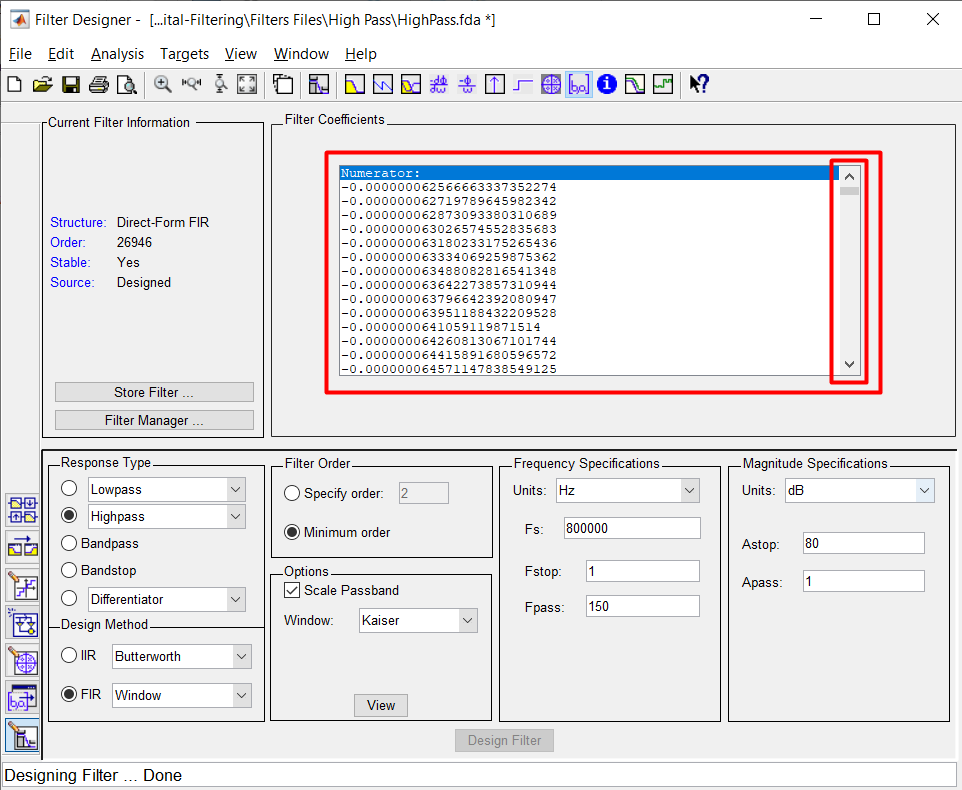 Filter Designer - [...ital-Filtering\Filters Files\High Pass\HighPass.fda *]
File Edit Analysis Targets View Window Help
Current Filter Information
Structure: Direct-Form FIR
Order: 26946
Stable: Yes
Source: Designed
Store Filter ...
Filter Manager ...
Filter Coefficients
Numerator:
-0.000000062566663337352274
-0.000000062719789645982342
-0.000000062873093380310689
-0.000000063026574552835683
-0.000000063180233175265436
-0.000000063334069259875362
-0.000000063488082816541348
-0.000000063642273857310944
-0.000000063796642392080947
-0.000000063951188432209528
-0.0000000641059119871514
-0.000000064260813067101744
-0.000000064415891680596572
-0.000000064571147838549125
Response Type
Lowpass
Highpass
Bandpass
Bandstop
Differentiator
Design Method
IIR Butterworth
FIR Window
Filter Order
Specify order: 2
Minimum order
Options
Scale Passband
Window: Kaiser
View
Frequency Specifications
Units: Hz
Fs: 800000
Fstop: 1
Fpass: 150
Magnitude Specifications
Units: dB
Astop: 80
Apass: 1
Design Filter
Designing Filter ... Done